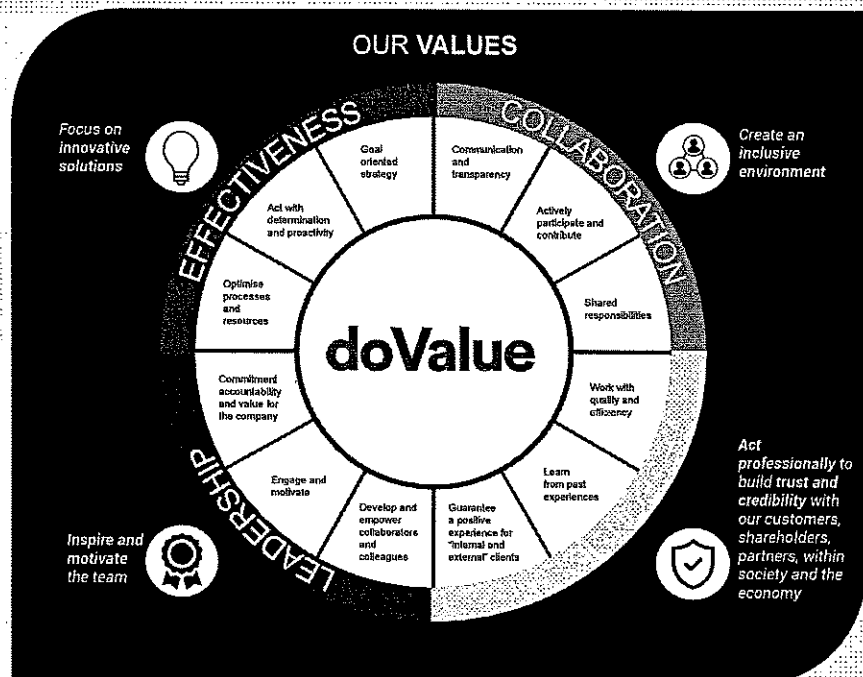 OUR VALUES
Focus on
innovative
solutions
EFFECTIVENESS
Goal
oriented
strategy
Act with
determination
and proactivity
Optimise
processes
and
resources
COLLABORATION
Communication
and
transparency
Actively
participate and
contribute
Shared
responsibilities
Create an
inclusive
environment
doValue
Commitment
accountability
and value for
the company
Engage and
motivate
Develop and
empower
collaborators
and
colleagues
LEADERSHIP
Inspire and
motivate
the team
Work with
quality and
efficiency
Learn
from past
experiences
Guarantee
a positive
experience for
"internal and
external" clients
Act
professionally to
build trust and
credibility with
our customers,
shareholders,
partners, within
society and the
economy